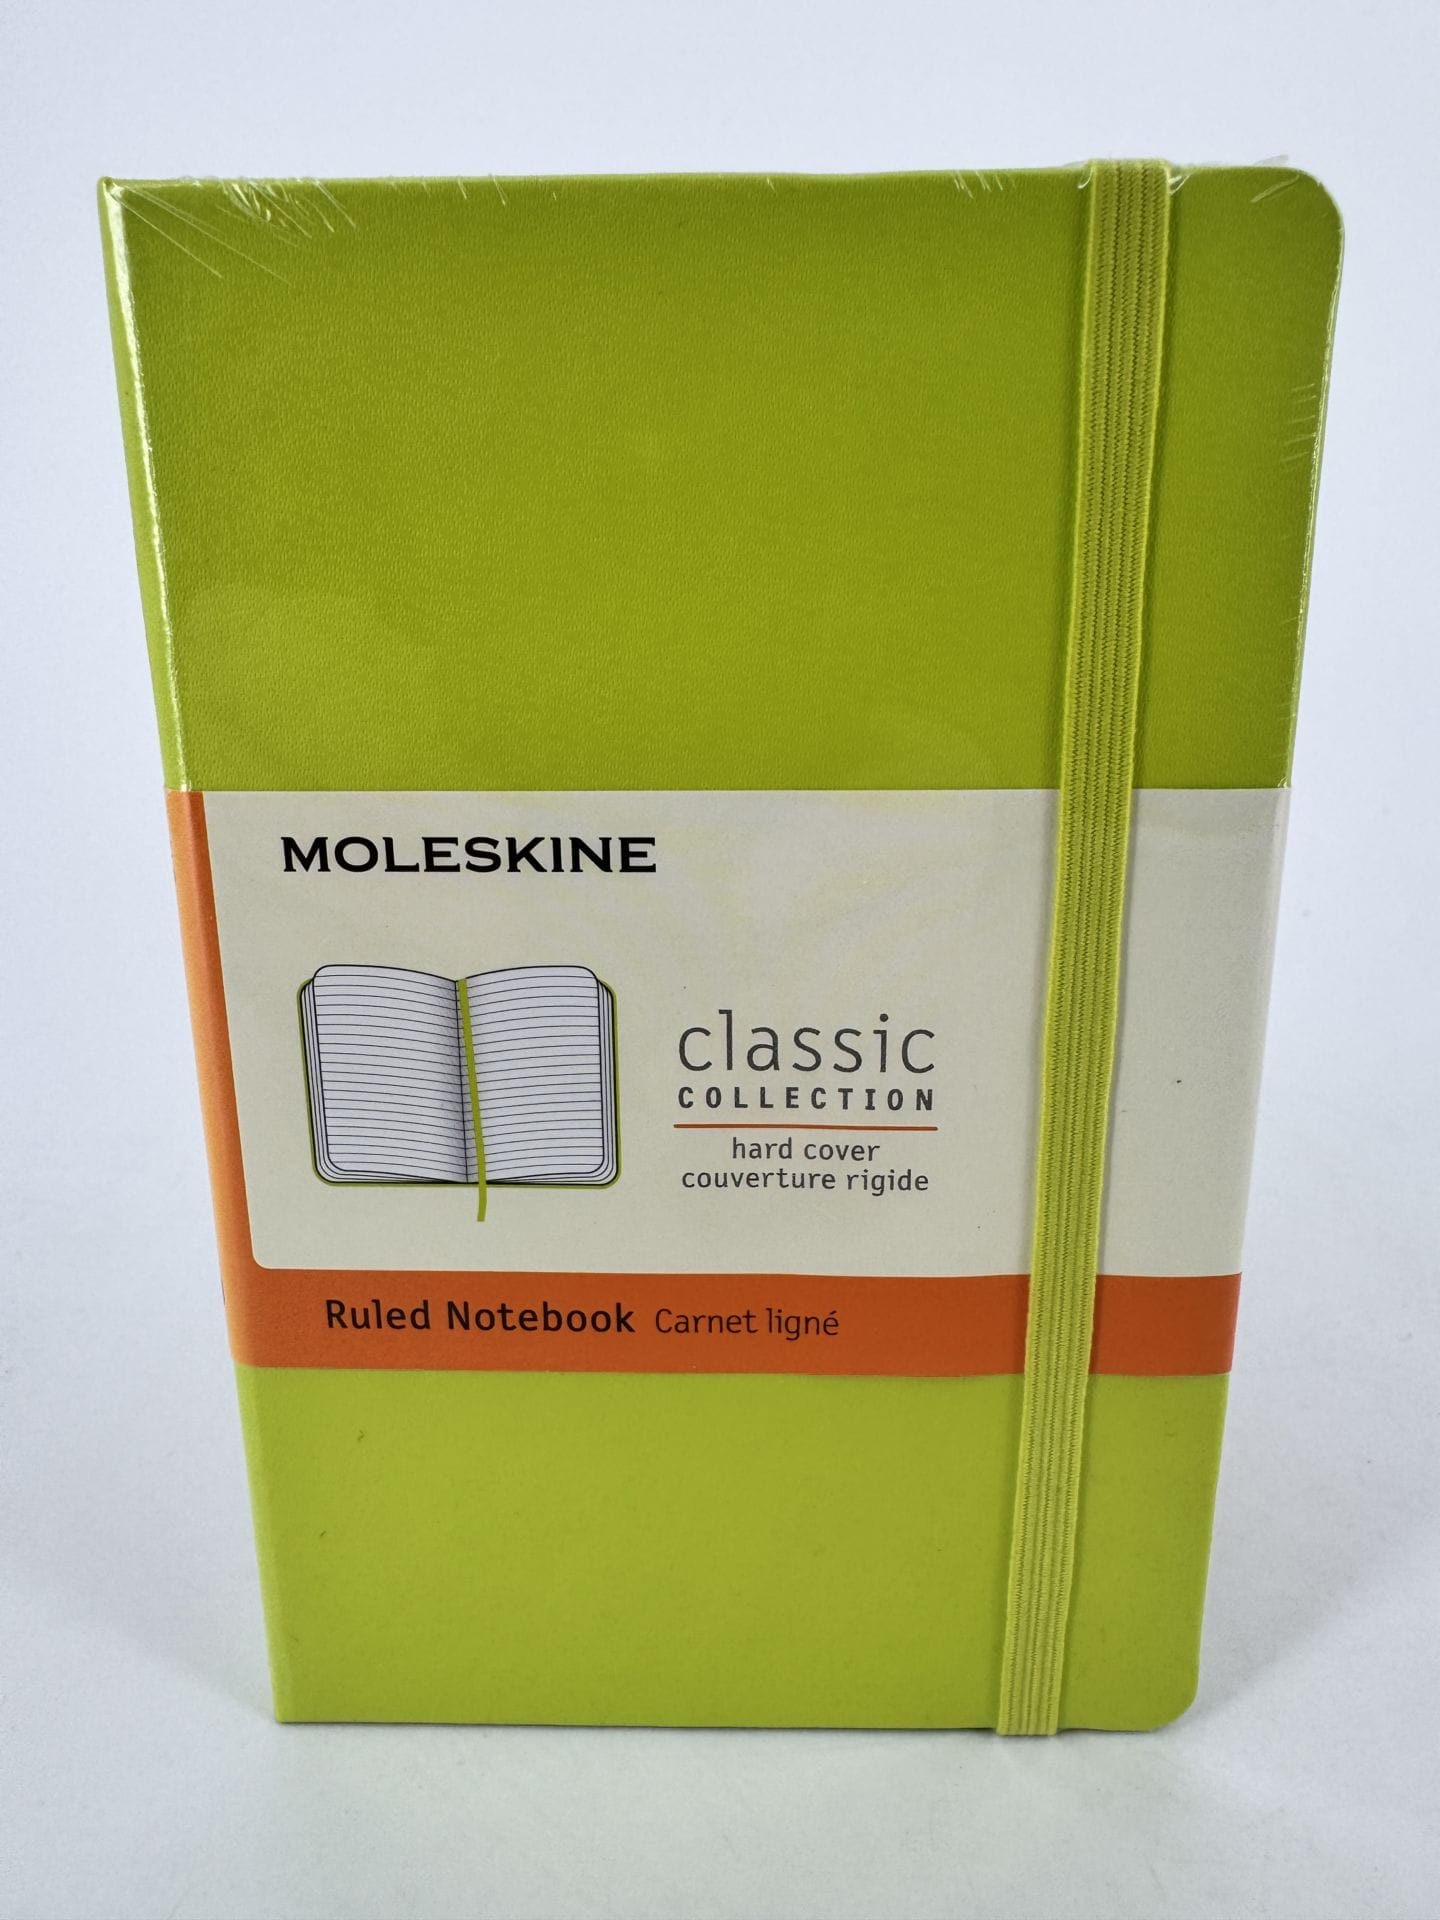 MOLESKINE
classic
COLLECTION
hard cover
couverture rigide
Ruled Notebook Carnet ligné